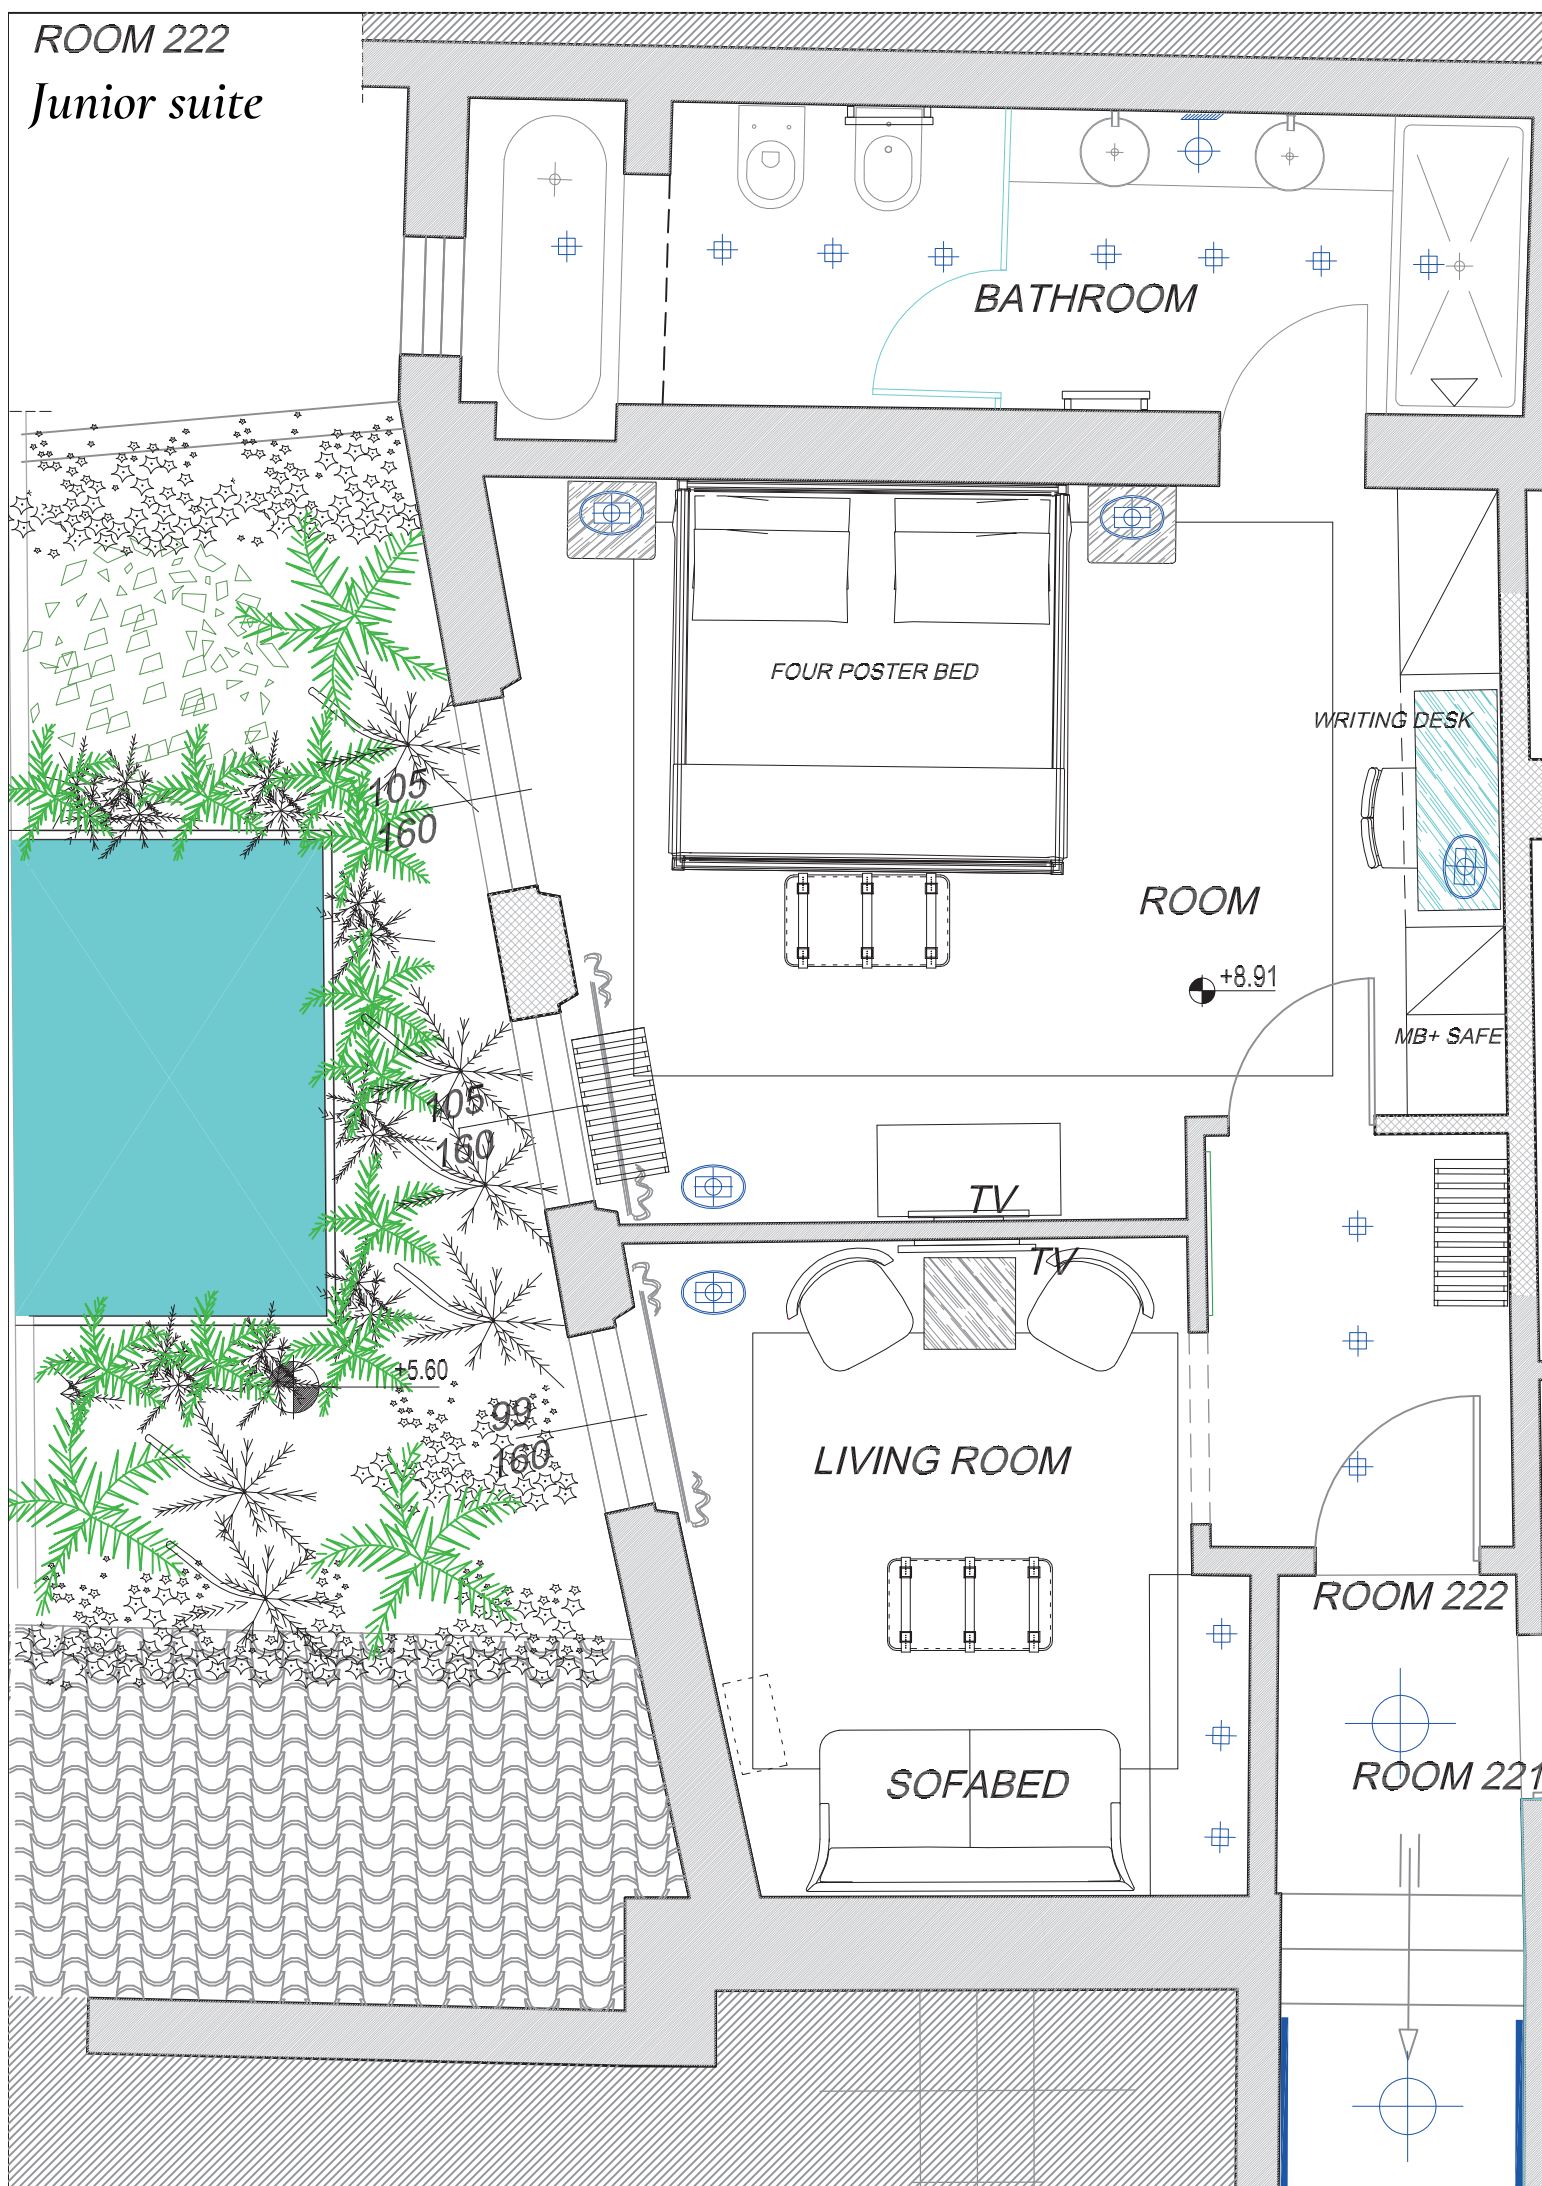 ROOM 222
Junior suite
BATHROOM
FOUR POSTER BED
WRITING DESK
105
160
ROOM
+8.91
MB+ SAFE
105
160
TV
TV
+5.60
99
160
LIVING ROOM
ROOM 222
SOFABED
ROOM 221